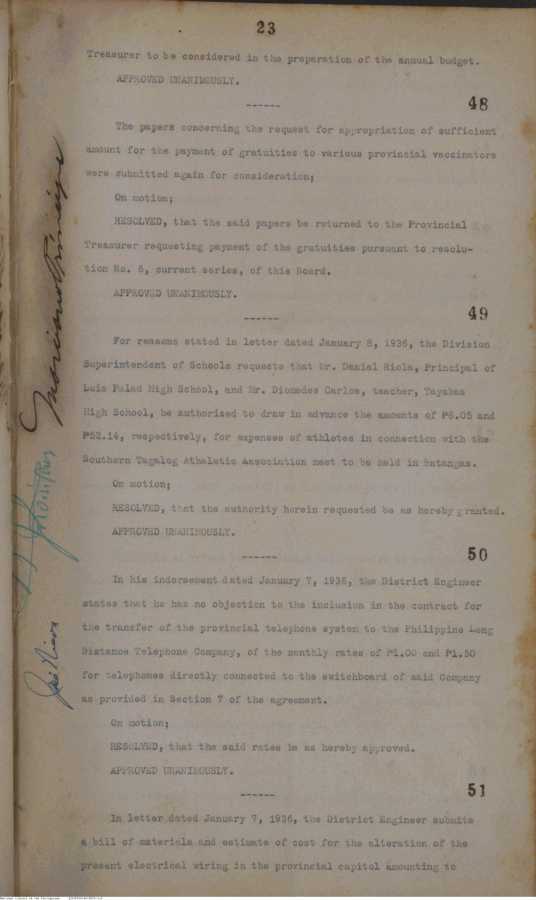 23
Treasurer to be considered in the preparation of the annual budget.
APPROVED UNANIMOUSLY.
------
48
The papers concerning the request for appropriation of sufficient
amount for the payment of gratuities to various provincial vaccinators
were submitted again for consideration;
On motion;
RESOLVED, that the said papers be returned to the Provincial
Treasurer requesting payment of the gratuities pursuant to resolu-
tion No. 6, current series, of this Board.
APPROVED UNANIMOUSLY.
------
49
For reasons stated in letter dated January 8, 1936, the Division
Superintendent of Schools requests that Mr. Daniel Riola, Principal of
Luis Palad High School, and Mr. Diomedes Carlos, teacher, Tayabas
High School, be authorized to draw in advance the amounts of ₱6.05 and
₱52.14, respectively, for expenses of athletes in connection with the
Southern Tagalog Athaletic Association meet to be held in Batangas.
On motion;
RESOLVED, that the authority herein requested be as hereby granted.
APPROVED UNANIMOUSLY.
------
50
In his indorsement dated January 7, 1936, the District Engineer
states that he has no objection to the inclusion in the contract for
the transfer of the provincial telephone system to the Philippine Long
Distance Telephone Company, of the monthly rates of ₱1.00 and ₱1.50
for telephones directly connected to the switchboard of said Company
as provided in Section 7 of the agreement.
On motion;
RESOLVED, that the said rates be as hereby approved.
APPROVED UNANIMOUSLY.
------
51
In letter dated January 7, 1936, the District Engineer submits
a bill of materials and estimate of cost for the alteration of the
present electrical wiring in the provincial capitol amounting to